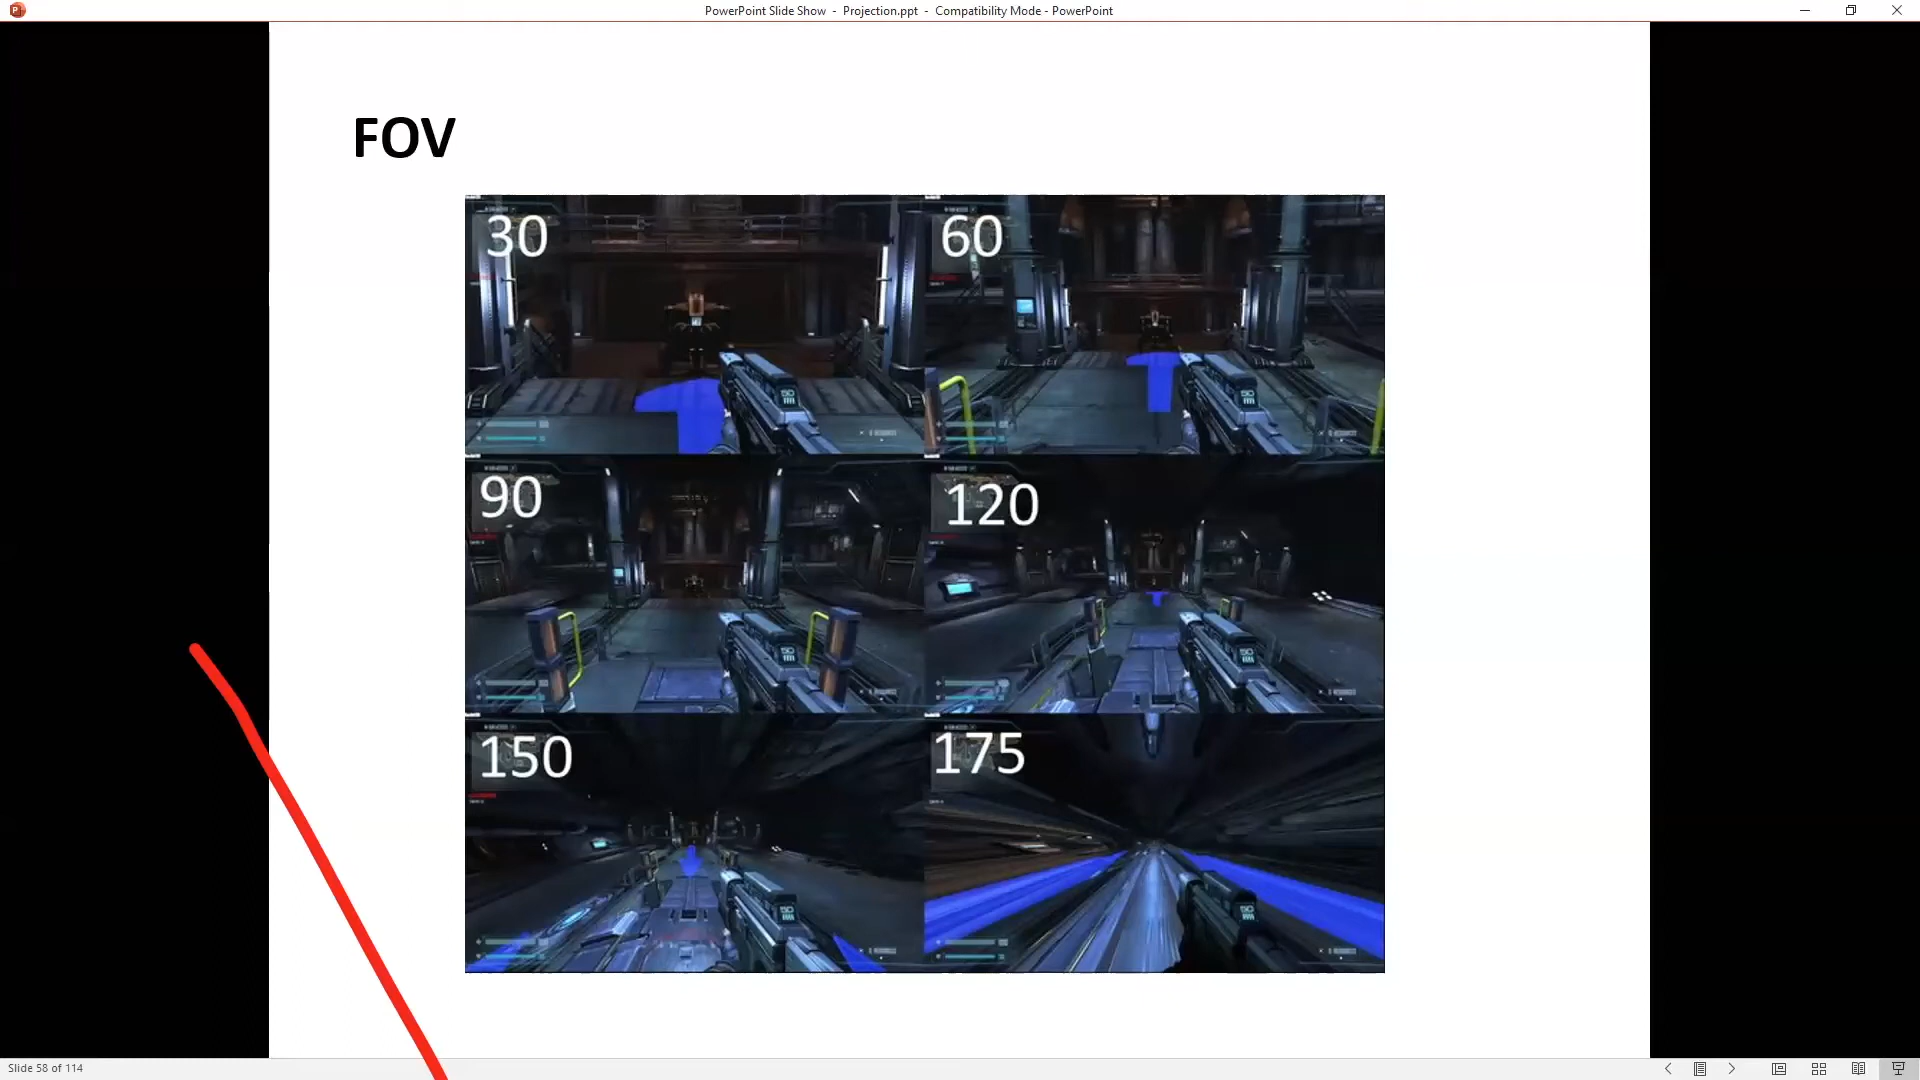 PowerPoint Slide Show - Projection.ppt - Compatibility Mode - PowerPoint
FOV
30
60
90
120
150
175
Slide 58 of 114